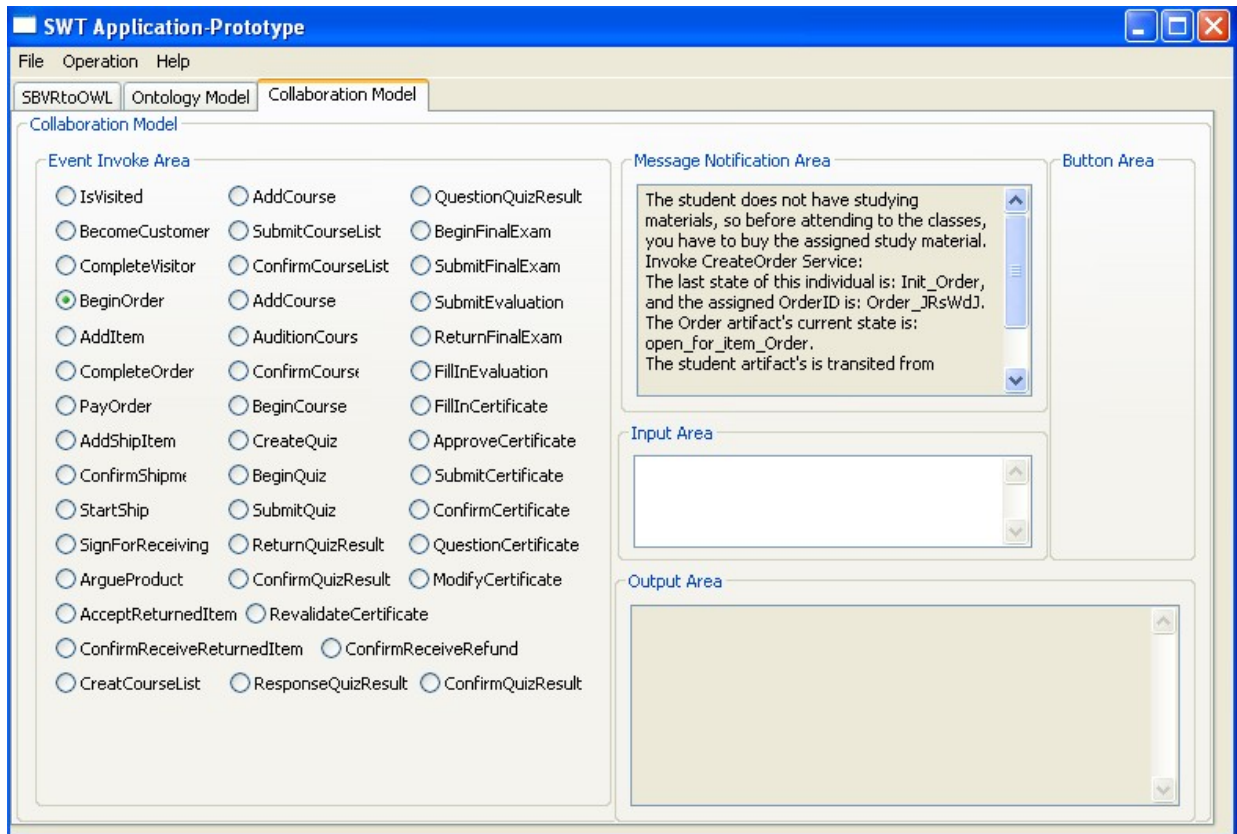 SWT Application-Prototype
File Operation Help
SBVRtoOWL Ontology Model Collaboration Model
Collaboration Model
Event Invoke Area
IsVisited AddCourse QuestionQuizResult
BecomeCustomer SubmitCourseList BeginFinalExam
CompleteVisitor ConfirmCourseList SubmitFinalExam
BeginOrder AddCourse SubmitEvaluation
AddItem AuditionCours ReturnFinalExam
CompleteOrder ConfirmCourse FillInEvaluation
PayOrder BeginCourse FillInCertificate
AddShipItem CreateQuiz ApproveCertificate
ConfirmShipme BeginQuiz SubmitCertificate
StartShip SubmitQuiz ConfirmCertificate
SignForReceiving ReturnQuizResult QuestionCertificate
ArgueProduct ConfirmQuizResult ModifyCertificate
AcceptReturnedItem RevalidateCertificate
ConfirmReceiveReturnedItem ConfirmReceiveRefund
CreatCourseList ResponseQuizResult ConfirmQuizResult
Message Notification Area
The student does not have studying
materials, so before attending to the classes,
you have to buy the assigned study material.
Invoke CreateOrder Service:
The last state of this individual is: Init_Order,
and the assigned OrderID is: Order_JRsWdJ.
The Order artifact's current state is:
open_for_item_Order.
The student artifact's is transited from
Button Area
Input Area
Output Area